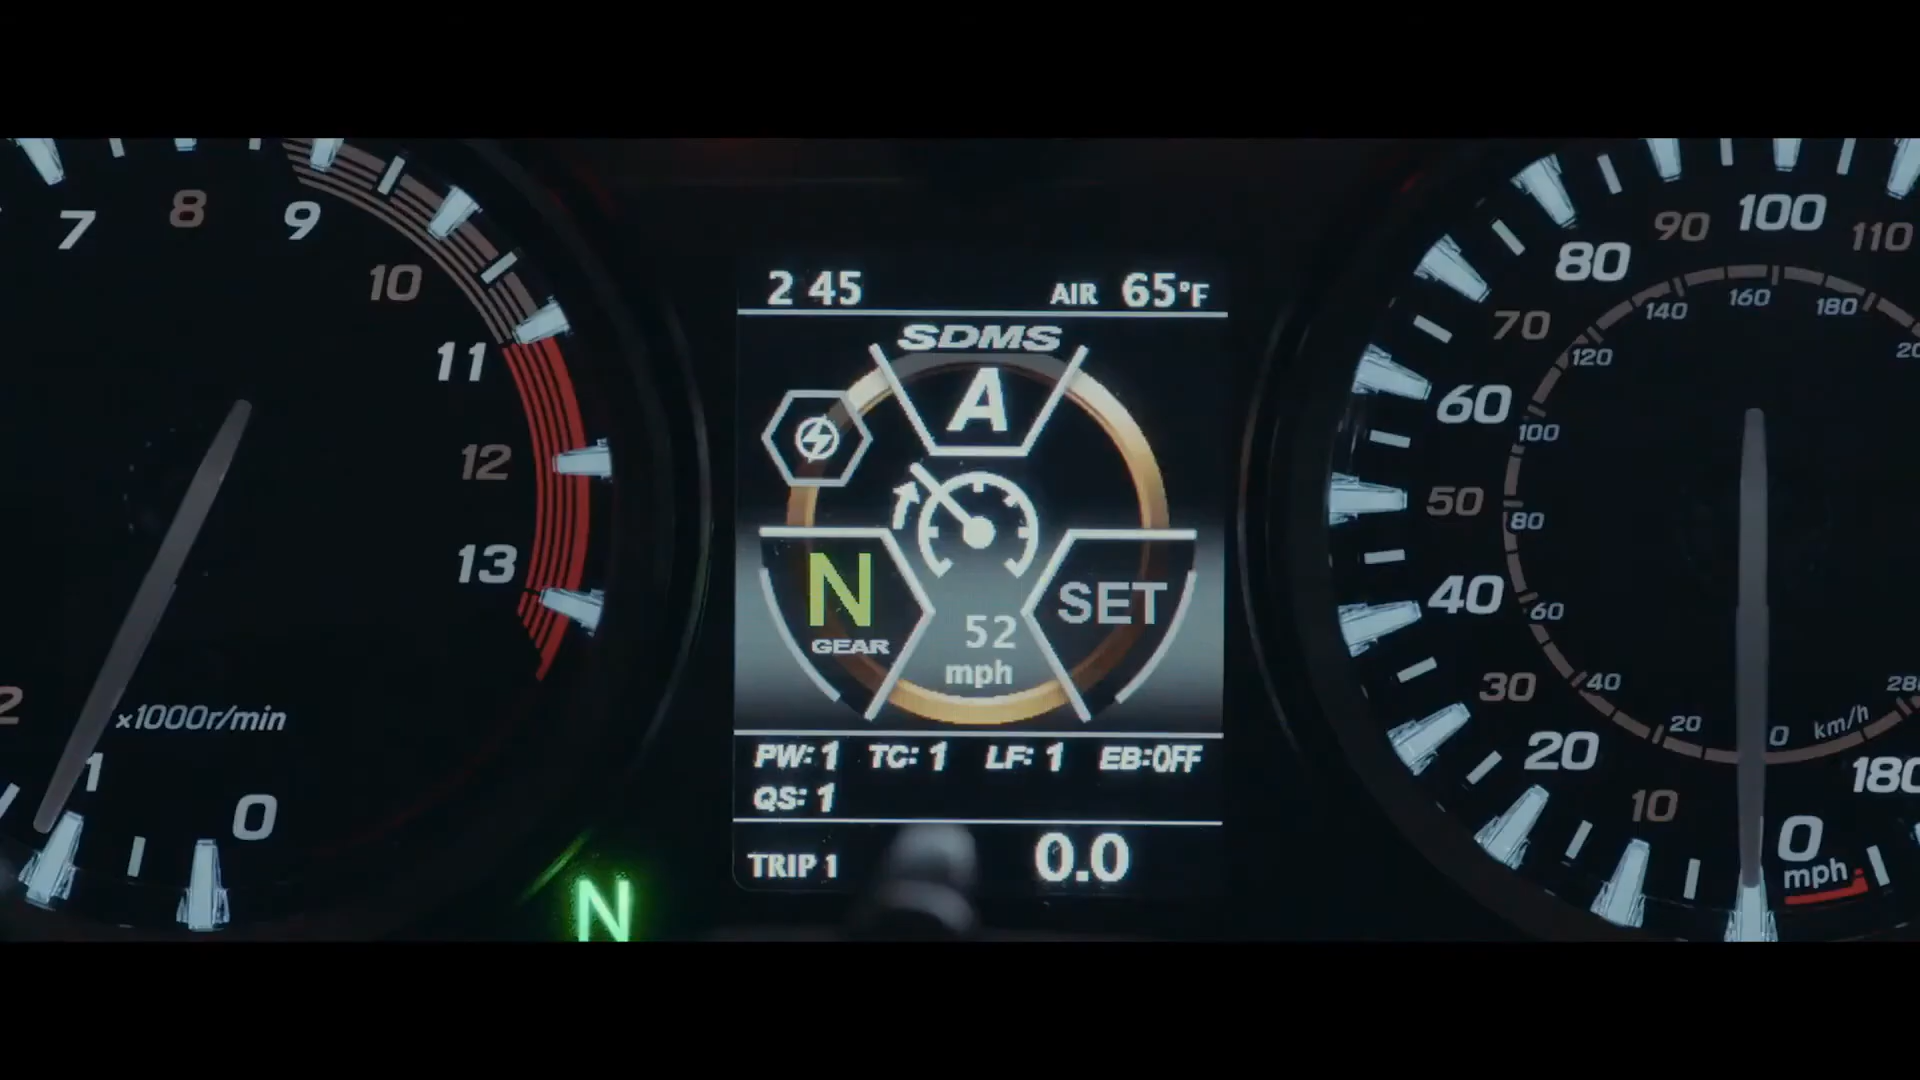 7 8 9 10 11 12 13
2 1 0
x1000r/min
N
2 45 AIR 65°F
SDMS
A
N
GEAR
SET
52
mph
PW: 1 TC: 1 LF: 1 EB:OFF
QS: 1
TRIP 1 0.0
0 10 20 30 40 50 60 70 80 90 100 110
180
mph
0 20 40 60 80 100 120 140 160 180
km/h